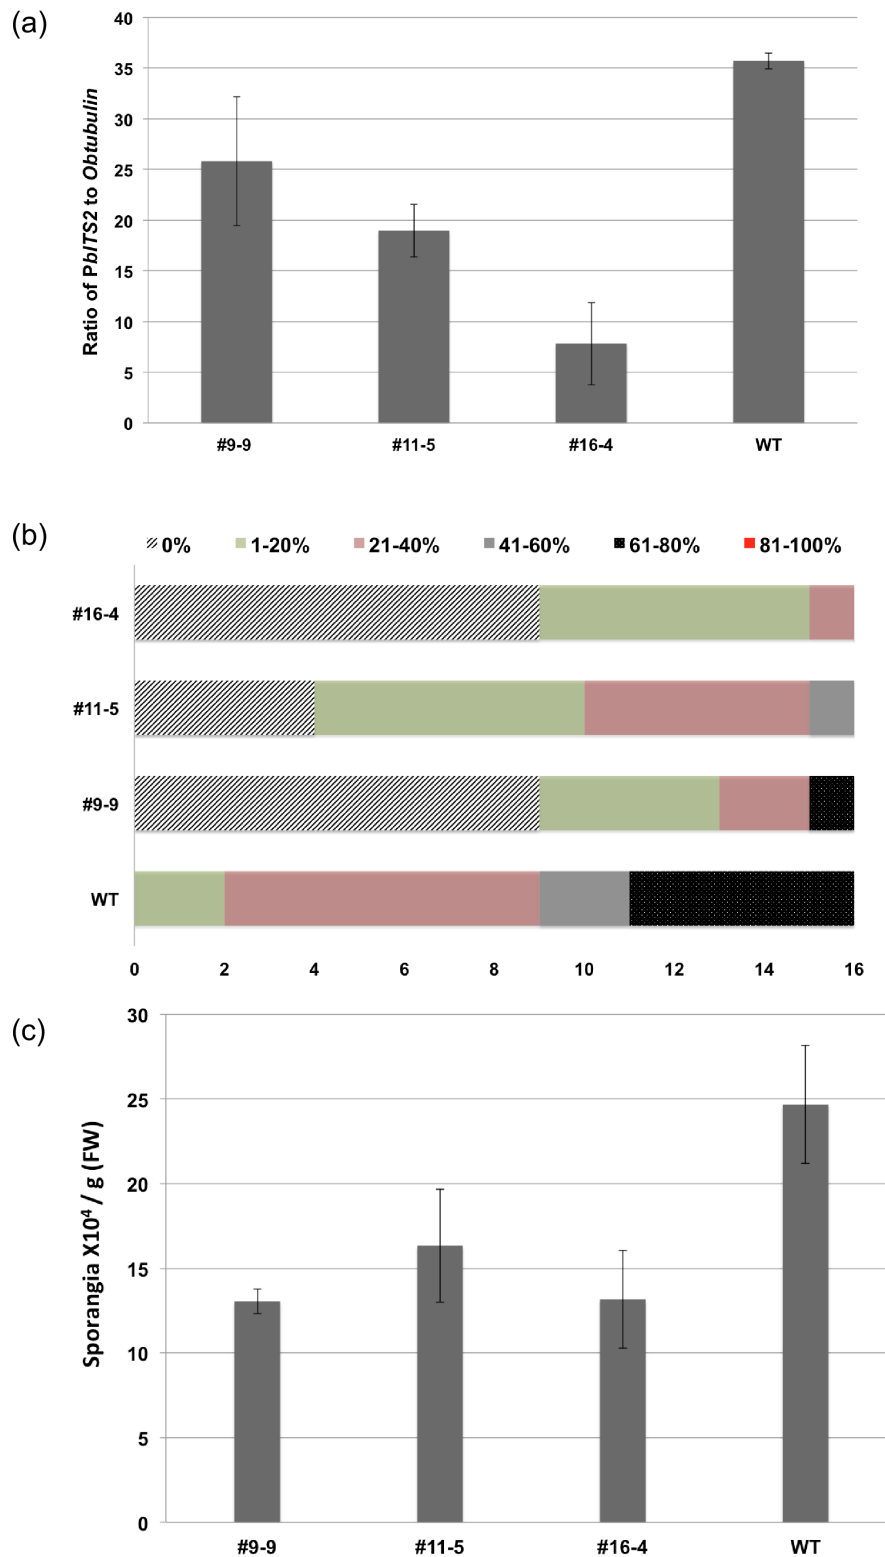 (a)
Ratio of PbITS2 to Obtubulin
40
35
30
25
20
15
10
5
0
#9-9
#11-5
#16-4
WT
(b)
0% 1-20% 21-40% 41-60% 61-80% 81-100%
#16-4
#11-5
#9-9
WT
0 2 4 6 8 10 12 14 16
(c)
Sporangia X10⁴ / g (FW)
30
25
20
15
10
5
0
#9-9
#11-5
#16-4
WT